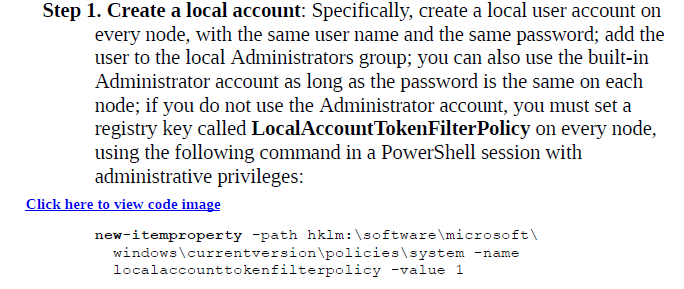 Step 1. Create a local account: Specifically, create a local user account on
every node, with the same user name and the same password; add the
user to the local Administrators group; you can also use the built-in
Administrator account as long as the password is the same on each
node; if you do not use the Administrator account, you must set a
registry key called LocalAccountTokenFilterPolicy on every node,
using the following command in a PowerShell session with
administrative privileges:
Click here to view code image
new-itemproperty -path hklm:\software\microsoft\
windows\currentversion\policies\system -name
localaccounttokenfilterpolicy -value 1